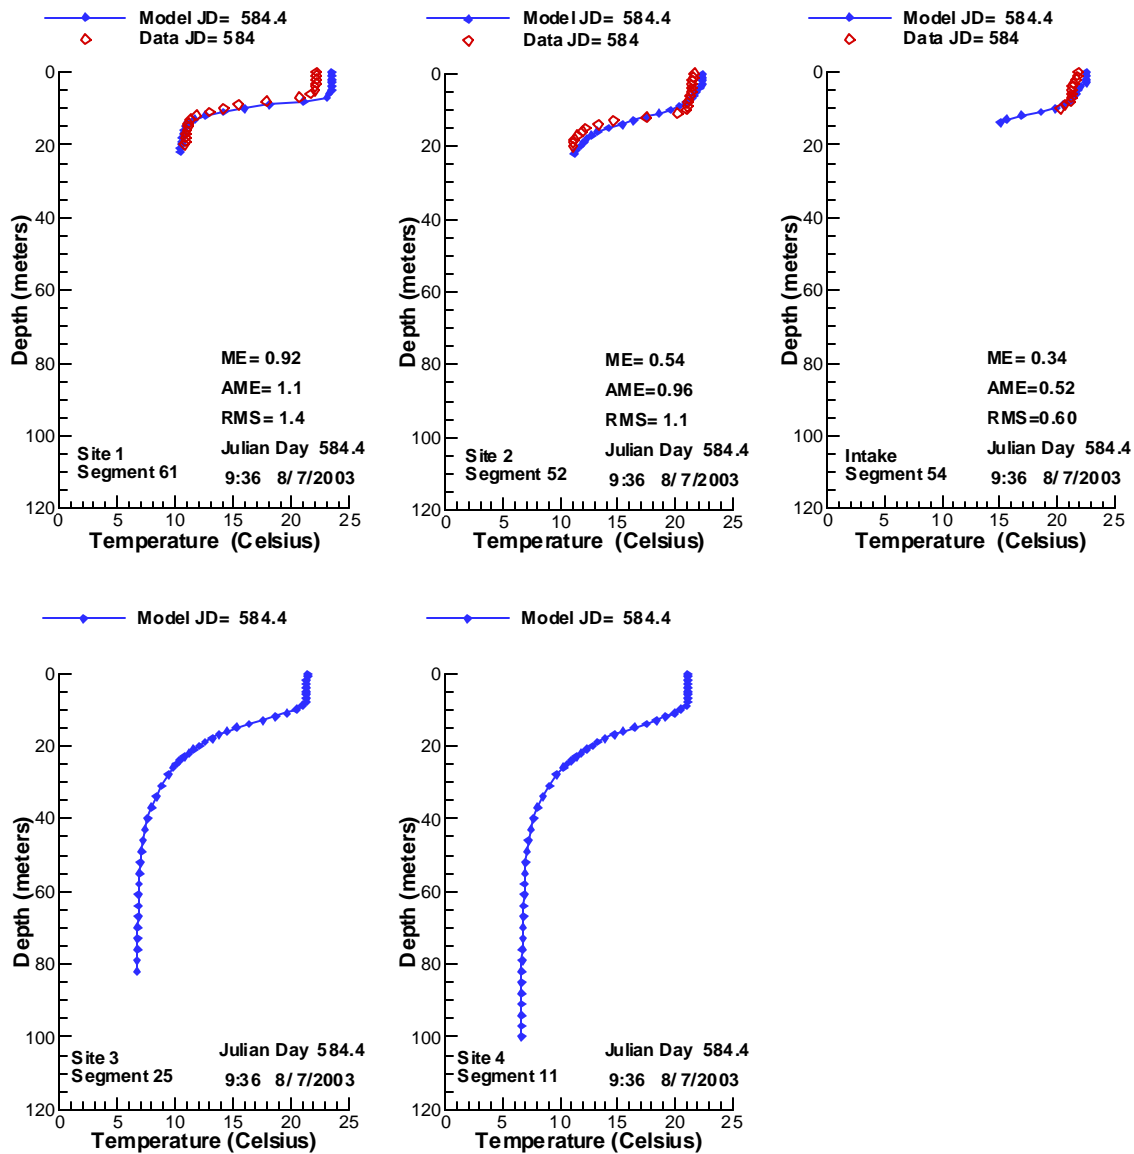 Model JD= 584.4
Data JD= 584
0
20
40
60
80
100
120
Depth (meters)
ME= 0.92
AME= 1.1
RMS= 1.4
Site 1
Segment 61
Julian Day 584.4
9:36 8/7/2003
0 5 10 15 20 25
Temperature (Celsius)
Model JD= 584.4
Data JD= 584
0
20
40
60
80
100
120
Depth (meters)
ME= 0.54
AME=0.96
RMS= 1.1
Site 2
Segment 52
Julian Day 584.4
9:36 8/7/2003
0 5 10 15 20 25
Temperature (Celsius)
Model JD= 584.4
Data JD= 584
0
20
40
60
80
100
120
Depth (meters)
ME= 0.34
AME=0.52
RMS=0.60
Intake
Segment 54
Julian Day 584.4
9:36 8/7/2003
0 5 10 15 20 25
Temperature (Celsius)
Model JD= 584.4
0
20
40
60
80
100
120
Depth (meters)
Site 3
Segment 25
Julian Day 584.4
9:36 8/7/2003
0 5 10 15 20 25
Temperature (Celsius)
Model JD= 584.4
0
20
40
60
80
100
120
Depth (meters)
Site 4
Segment 11
Julian Day 584.4
9:36 8/7/2003
0 5 10 15 20 25
Temperature (Celsius)